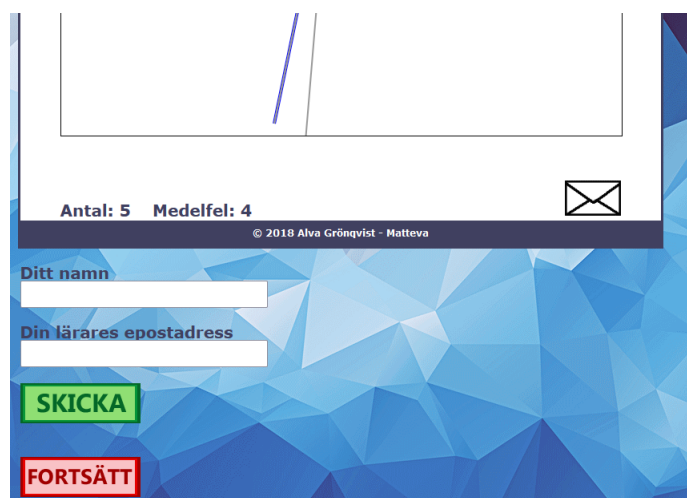 Antal: 5 Medelfel: 4
© 2018 Alva Grönqvist - Matteva
Ditt namn
Din lärares epostadress
SKICKA
FORTSÄTT